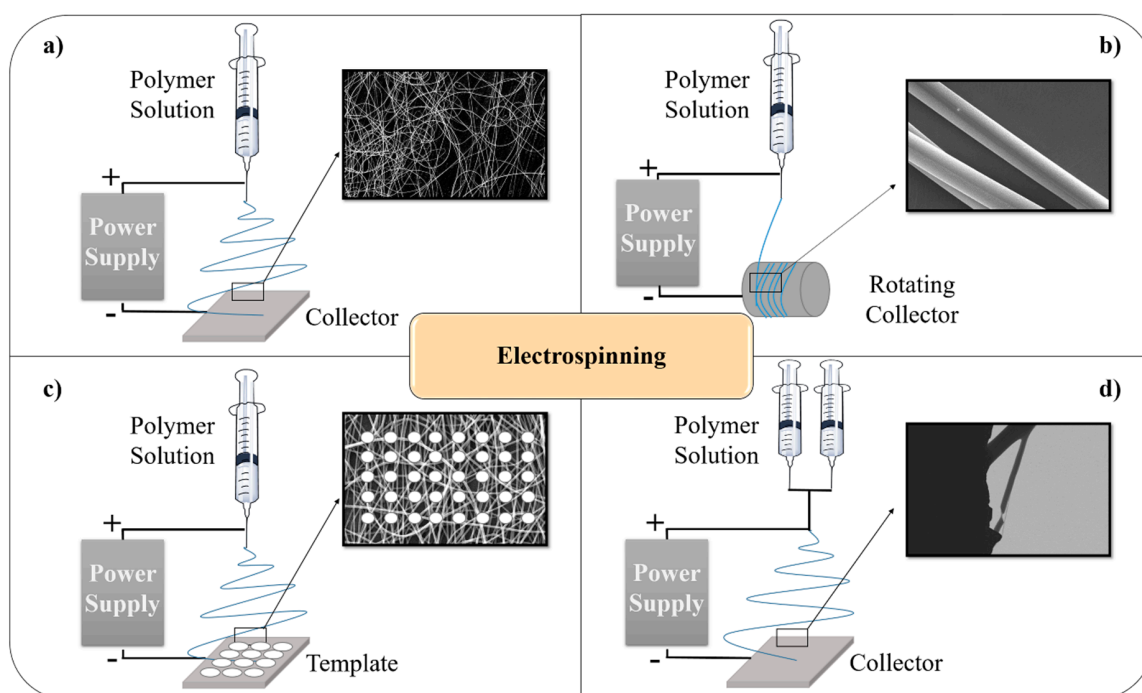 a)
Polymer
Solution
+
Power
Supply
-
Collector
b)
Polymer
Solution
+
Power
Supply
-
Rotating
Collector
Electrospinning
c)
Polymer
Solution
+
Power
Supply
-
Template
d)
Polymer
Solution
+
Power
Supply
-
Collector